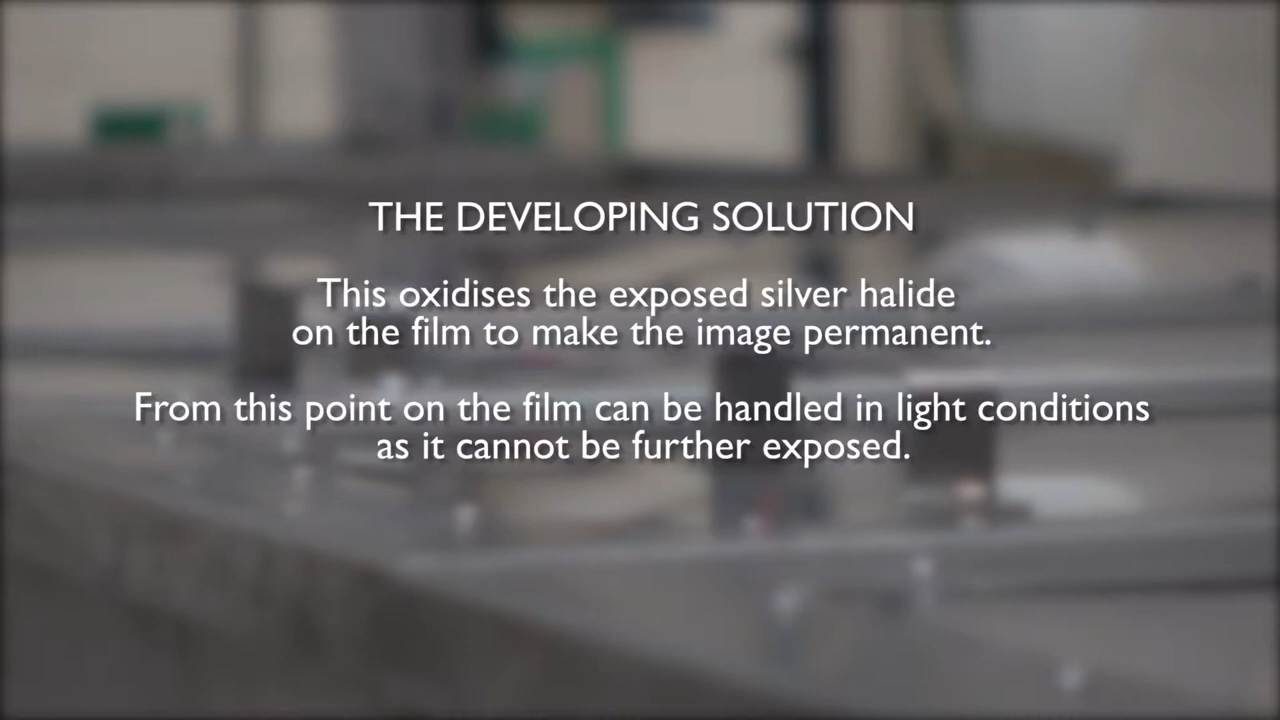 THE DEVELOPING SOLUTION
This oxidises the exposed silver halide
on the film to make the image permanent.
From this point on the film can be handled in light conditions
as it cannot be further exposed.